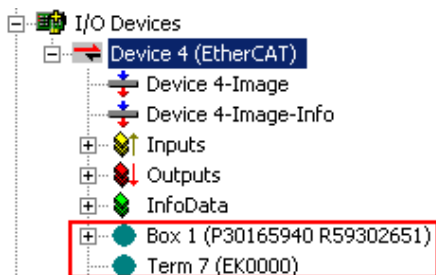 I/O Devices
Device 4 (EtherCAT)
Device 4-Image
Device 4-Image-Info
Inputs
Outputs
InfoData
Box 1 (P30165940 R59302651)
Term 7 (EK0000)